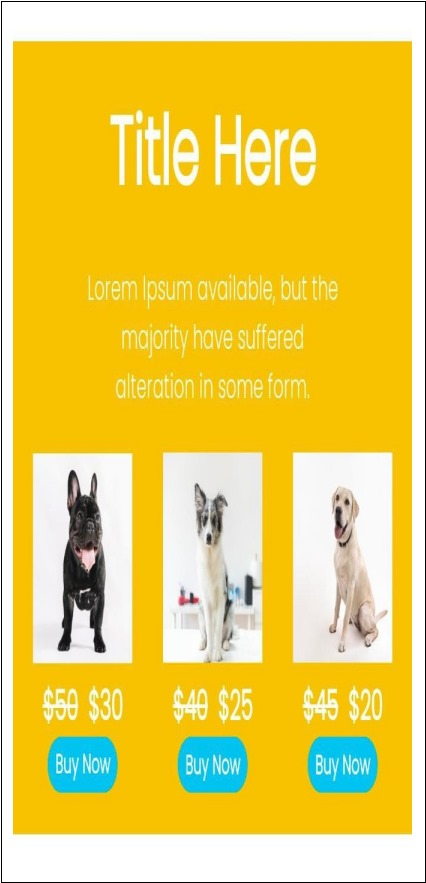 Title Here
Lorem Ipsum available, but the
majority have suffered
alteration in some form.
$50 $30 $40 $25 $45 $20
Buy Now Buy Now Buy Now